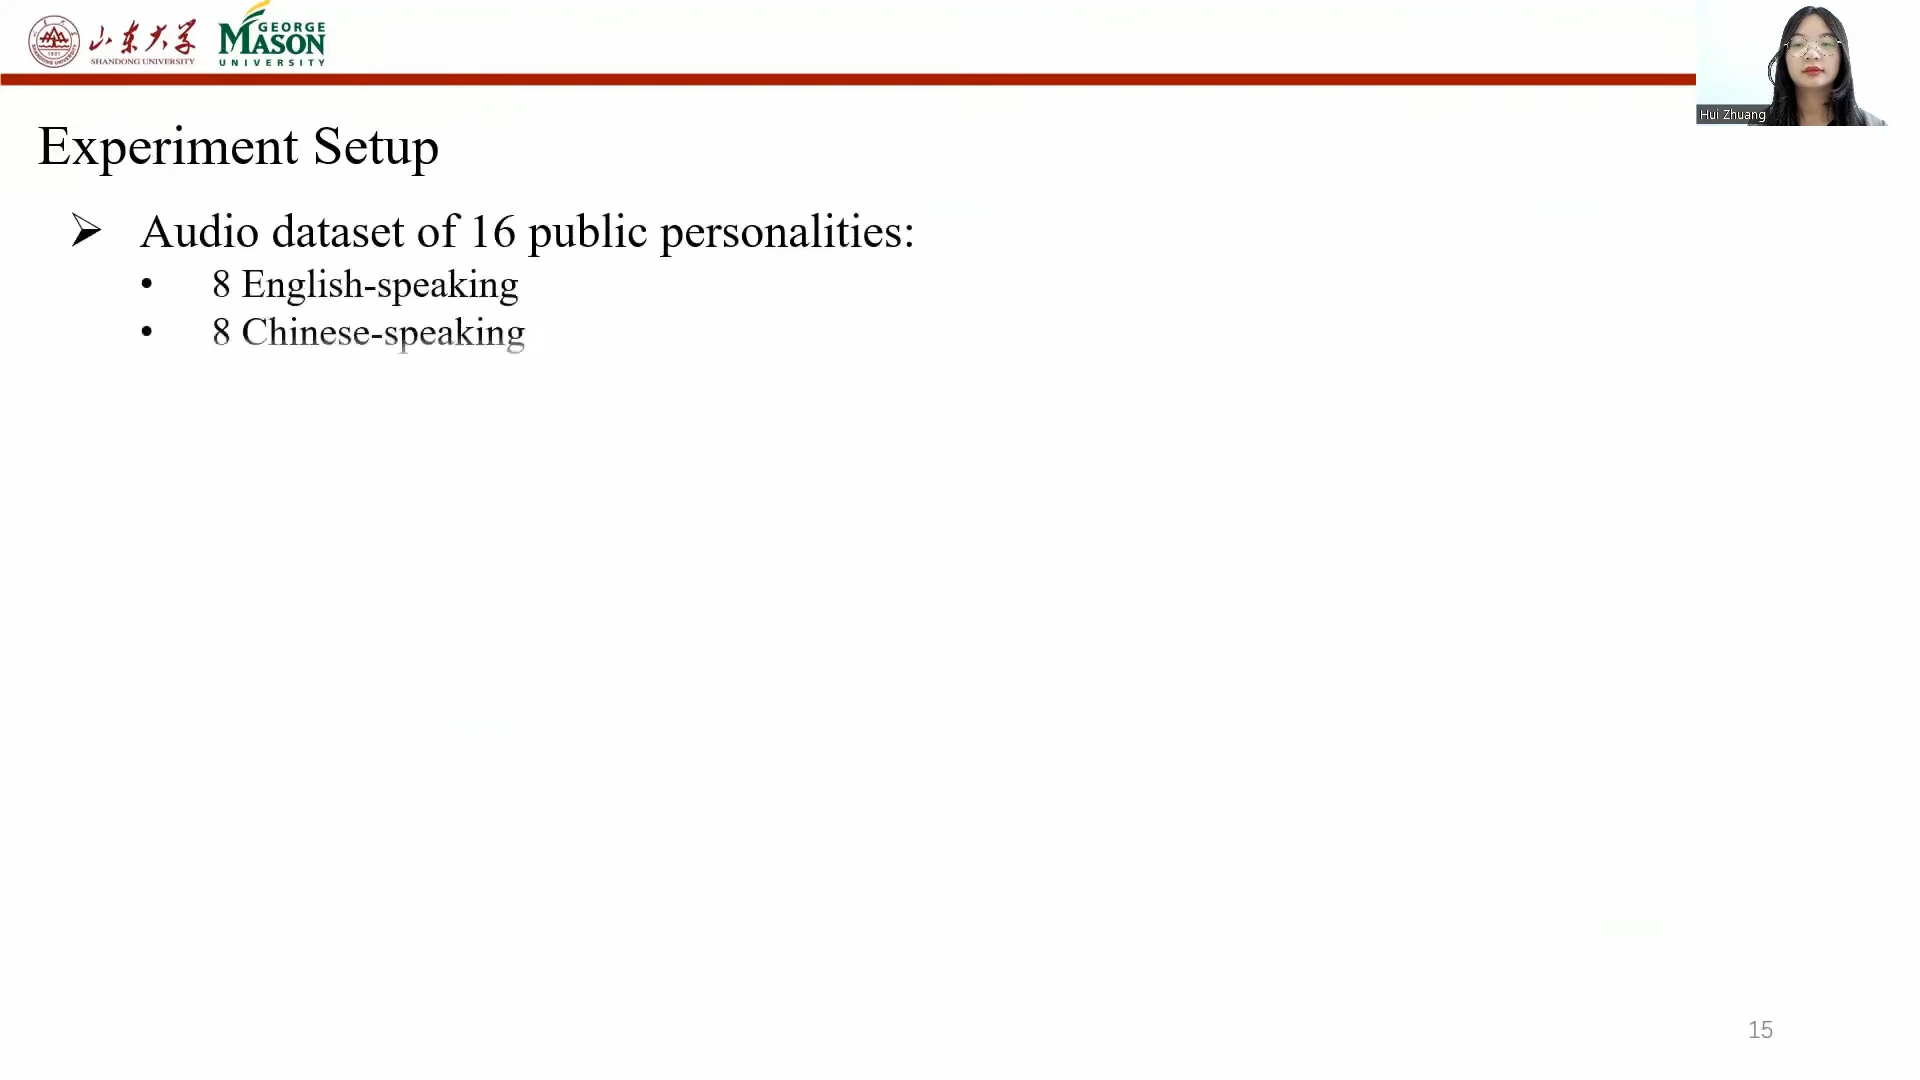 山东大学
SHANDONG UNIVERSITY
GEORGE
MASON
UNIVERSITY
Hui Zhuang
Experiment Setup
➢ Audio dataset of 16 public personalities:
• 8 English-speaking
• 8 Chinese-speaking
15